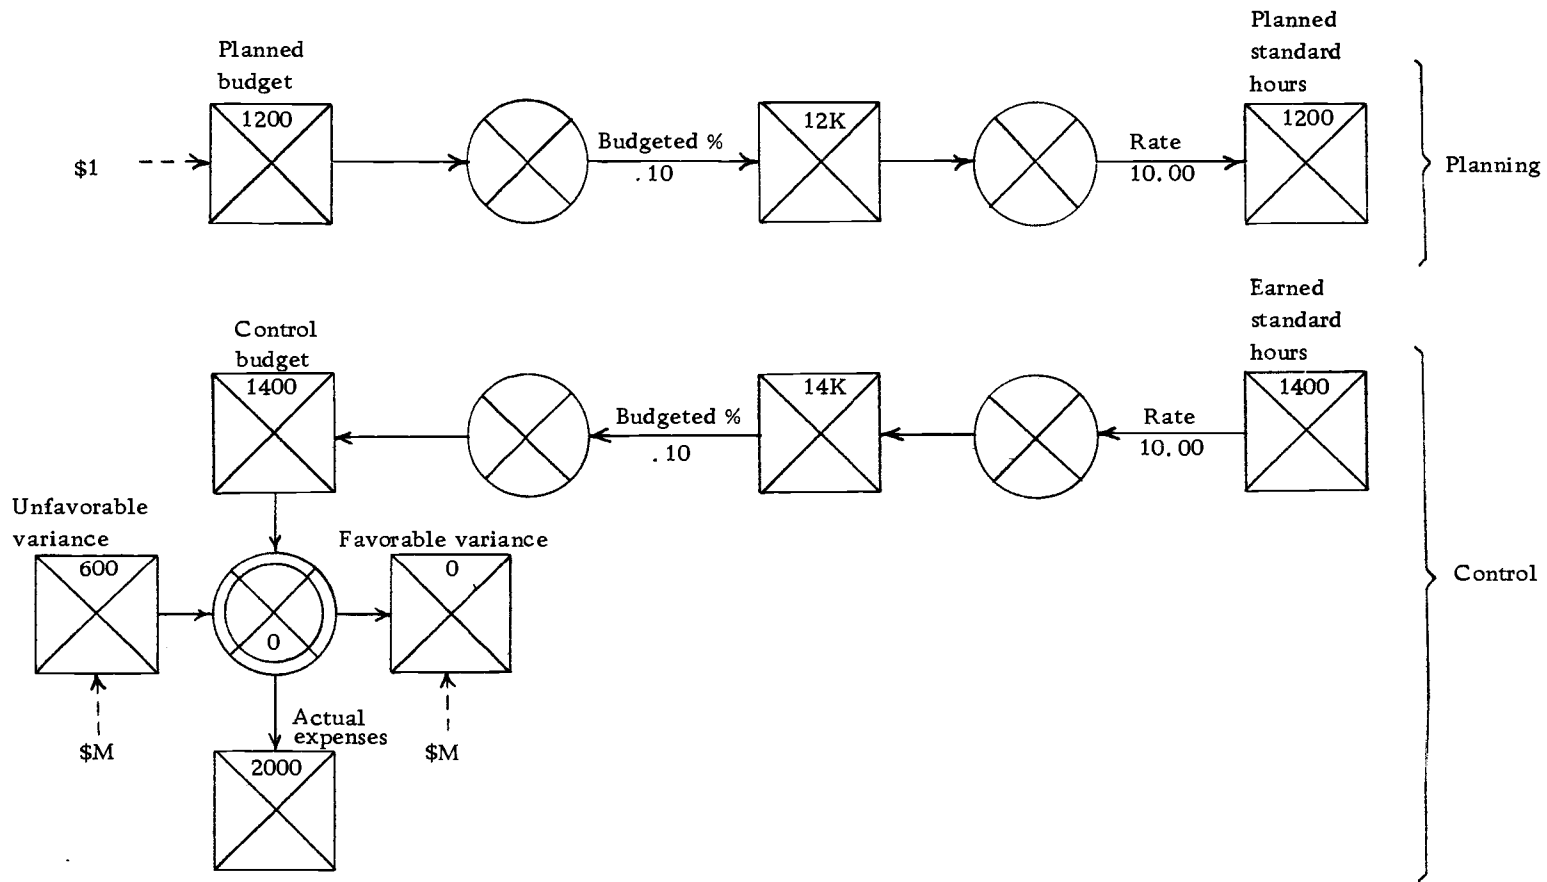 Planned
budget
1200
$1
Budgeted %
.10
12K
Rate
10.00
Planned
standard
hours
1200
Planning
Control
budget
1400
Budgeted %
.10
14K
Rate
10.00
Earned
standard
hours
1400
Unfavorable
variance
600
0
Favorable variance
0
$M
Actual
expenses
$M
2000
Control